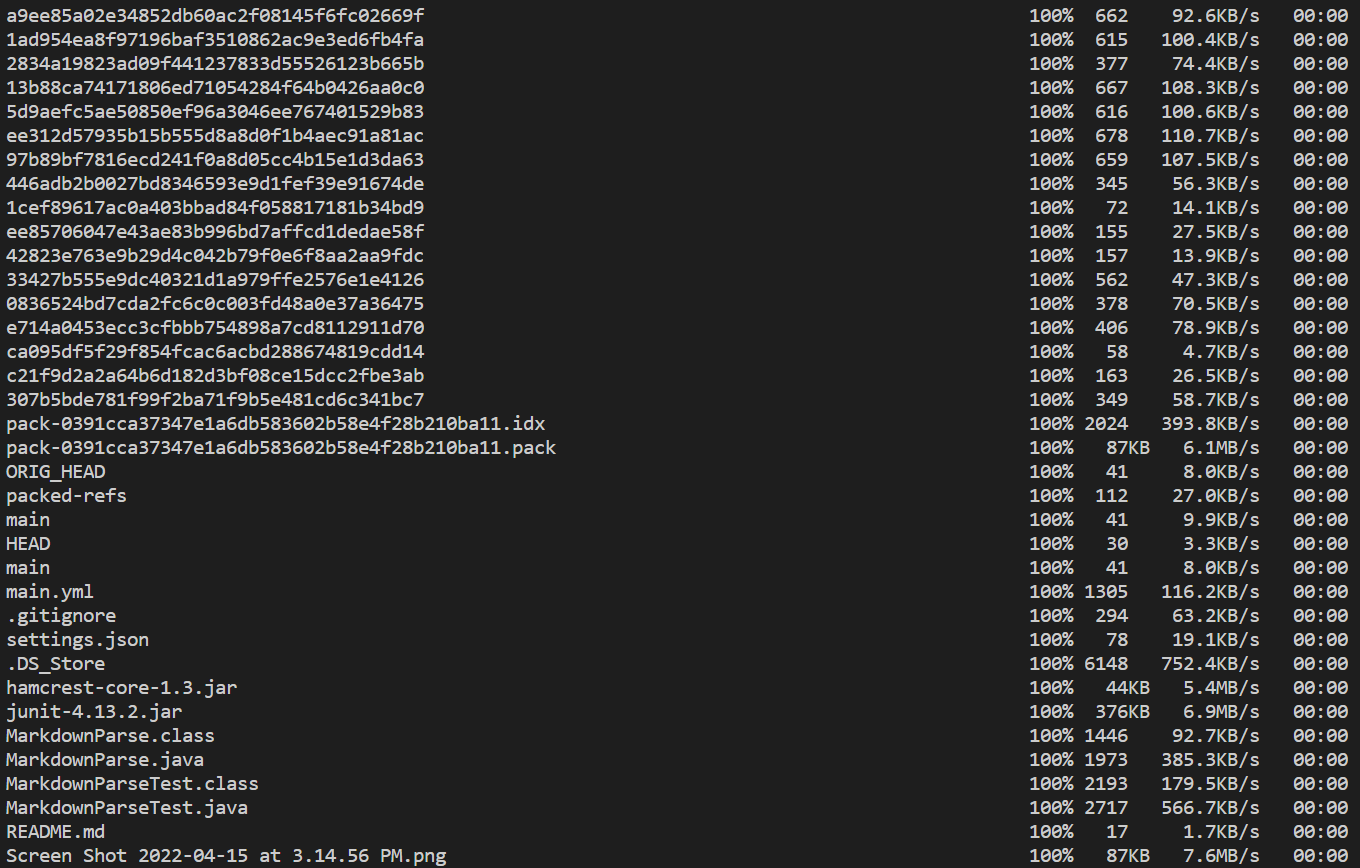 a9ee85a02e34852db60ac2f08145f6fc02669f 100% 662 92.6KB/s 00:00
1ad954ea8f97196baf3510862ac9e3ed6fb4fa 100% 615 100.4KB/s 00:00
2834a19823ad09f441237833d55526123b665b 100% 377 74.4KB/s 00:00
13b88ca74171806ed71054284f64b0426aa0c0 100% 667 108.3KB/s 00:00
5d9aefc5ae50850ef96a3046ee767401529b83 100% 616 100.6KB/s 00:00
ee312d57935b15b555d8a8d0f1b4aec91a81ac 100% 678 110.7KB/s 00:00
97b89bf7816ecd241f0a8d05cc4b15e1d3da63 100% 659 107.5KB/s 00:00
446adb2b0027bd8346593e9d1fef39e91674de 100% 345 56.3KB/s 00:00
1cef89617ac0a403bbad84f058817181b34bd9 100% 72 14.1KB/s 00:00
ee85706047e43ae83b996bd7affcd1dedae58f 100% 155 27.5KB/s 00:00
42823e763e9b29d4c042b79f0e6f8aa2aa9fdc 100% 157 13.9KB/s 00:00
33427b555e9dc40321d1a979ffe2576e1e4126 100% 562 47.3KB/s 00:00
0836524bd7cda2fc6c0c003fd48a0e37a36475 100% 378 70.5KB/s 00:00
e714a0453ecc3cfbbb754898a7cd8112911d70 100% 406 78.9KB/s 00:00
ca095df5f29f854fcac6acbd288674819cdd14 100% 58 4.7KB/s 00:00
c21f9d2a2a64b6d182d3bf08ce15dcc2fbe3ab 100% 163 26.5KB/s 00:00
307b5bde781f99f2ba71f9b5e481cd6c341bc7 100% 349 58.7KB/s 00:00
pack-0391cca37347e1a6db583602b58e4f28b210ba11.idx 100% 2024 393.8KB/s 00:00
pack-0391cca37347e1a6db583602b58e4f28b210ba11.pack 100% 87KB 6.1MB/s 00:00
ORIG_HEAD 100% 41 8.0KB/s 00:00
packed-refs 100% 112 27.0KB/s 00:00
main 100% 41 9.9KB/s 00:00
HEAD 100% 30 3.3KB/s 00:00
main 100% 41 8.0KB/s 00:00
main.yml 100% 1305 116.2KB/s 00:00
.gitignore 100% 294 63.2KB/s 00:00
settings.json 100% 78 19.1KB/s 00:00
.DS_Store 100% 6148 752.4KB/s 00:00
hamcrest-core-1.3.jar 100% 44KB 5.4MB/s 00:00
junit-4.13.2.jar 100% 376KB 6.9MB/s 00:00
MarkdownParse.class 100% 1446 92.7KB/s 00:00
MarkdownParse.java 100% 1973 385.3KB/s 00:00
MarkdownParseTest.class 100% 2193 179.5KB/s 00:00
MarkdownParseTest.java 100% 2717 566.7KB/s 00:00
README.md 100% 17 1.7KB/s 00:00
Screen Shot 2022-04-15 at 3.14.56 PM.png 100% 87KB 7.6MB/s 00:00